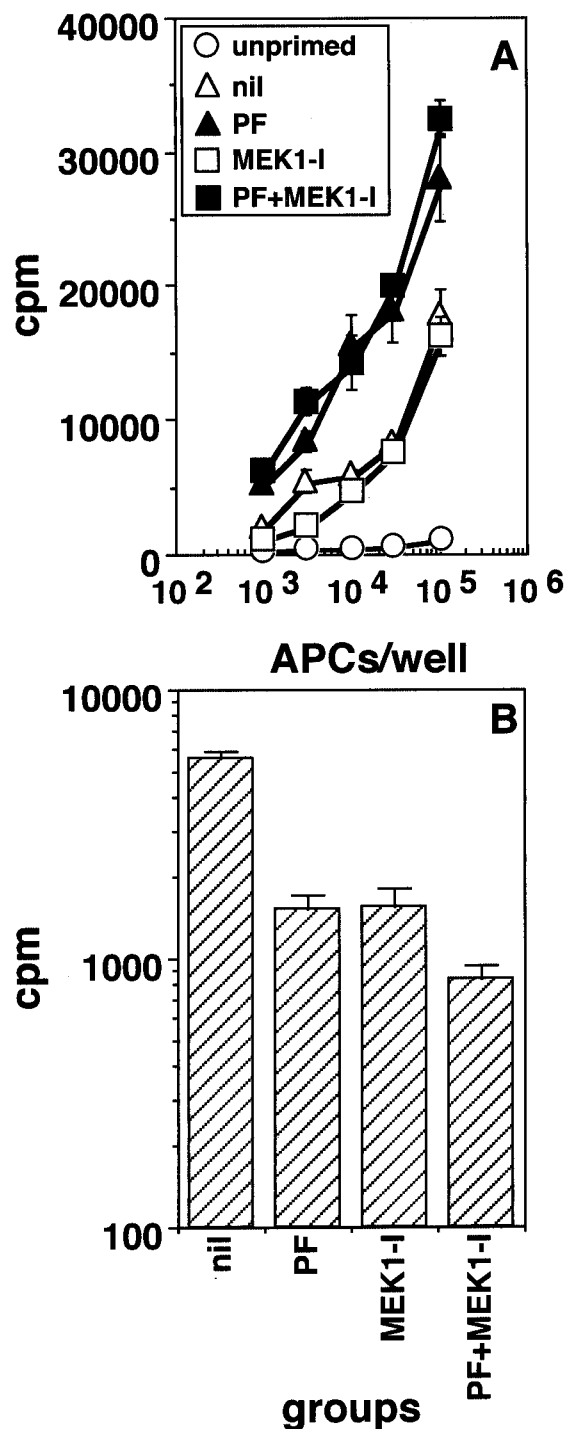 40000
A
unprimed
nil
PF
MEK1-I
PF+MEK1-I
30000
20000
10000
0
cpm
10 2 10 3 10 4 10 5 10 6
APCs/well
10000
B
1000
100
cpm
nil
PF
MEK1-I
PF+MEK1-I
groups